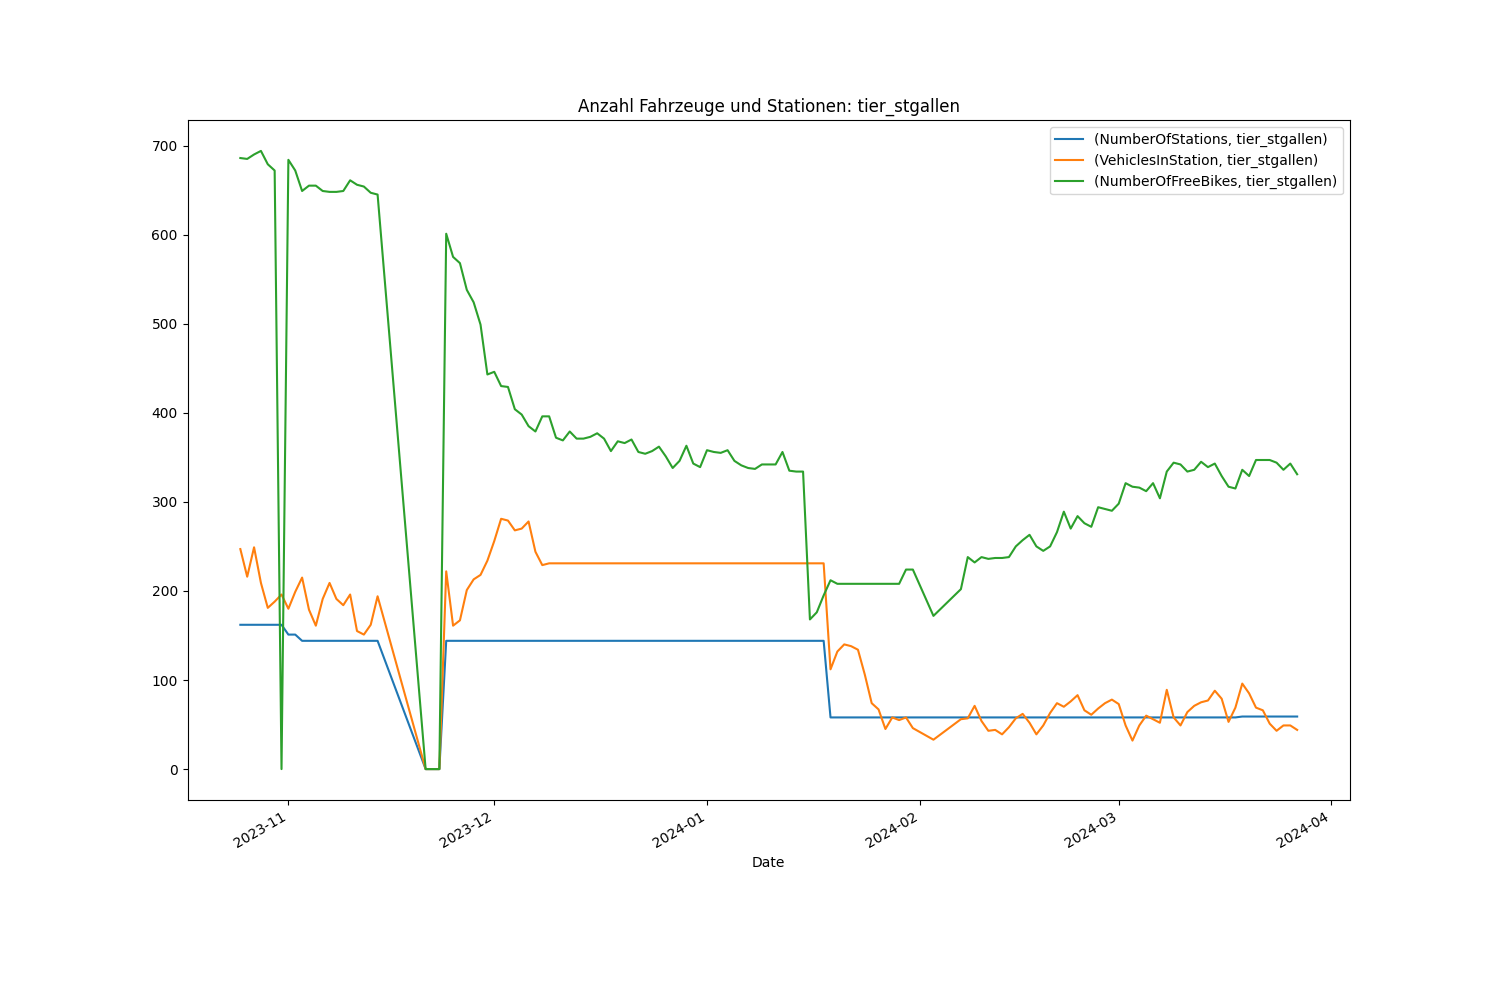 Anzahl Fahrzeuge und Stationen: tier_stgallen
(NumberOfStations, tier_stgallen)
(VehiclesInStation, tier_stgallen)
(NumberOfFreeBikes, tier_stgallen)
700
600
500
400
300
200
100
0
2023-11
2023-12
2024-01
2024-02
2024-03
2024-04
Date